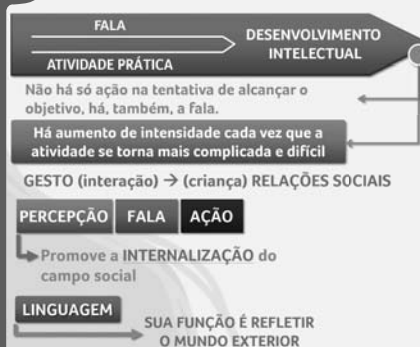 FALA
DESENVOLVIMENTO
INTELECTUAL
ATIVIDADE PRÁTICA
Não há só ação na tentativa de alcançar o
objetivo, há, também, a fala.
Há aumento de intensidade cada vez que a
atividade se torna mais complicada e difícil
GESTO (interação) → (criança) RELAÇÕES SOCIAIS
PERCEPÇÃO FALA AÇÃO
Promove a INTERNALIZAÇÃO do
campo social
LINGUAGEM
SUA FUNÇÃO É REFLETIR
O MUNDO EXTERIOR